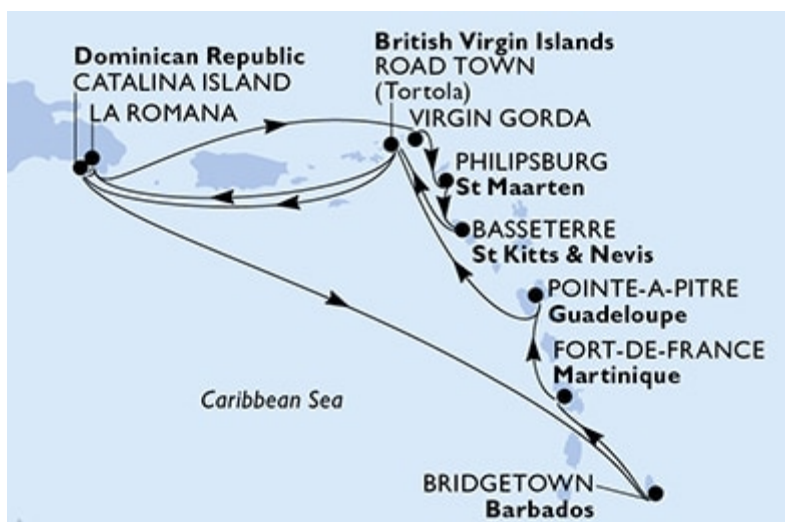 Dominican Republic
CATALINA ISLAND
LA ROMANA
British Virgin Islands
ROAD TOWN
(Tortola)
VIRGIN GORDA
PHILIPSBURG
St Maarten
BASSETERRE
St Kitts & Nevis
POINTE-A-PITRE
Guadeloupe
FORT-DE-FRANCE
Martinique
Caribbean Sea
BRIDGETOWN
Barbados